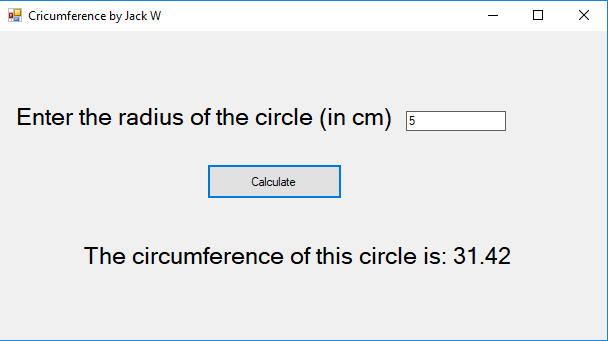 Cricumference by Jack W
Enter the radius of the circle (in cm) 5
Calculate
The circumference of this circle is: 31.42